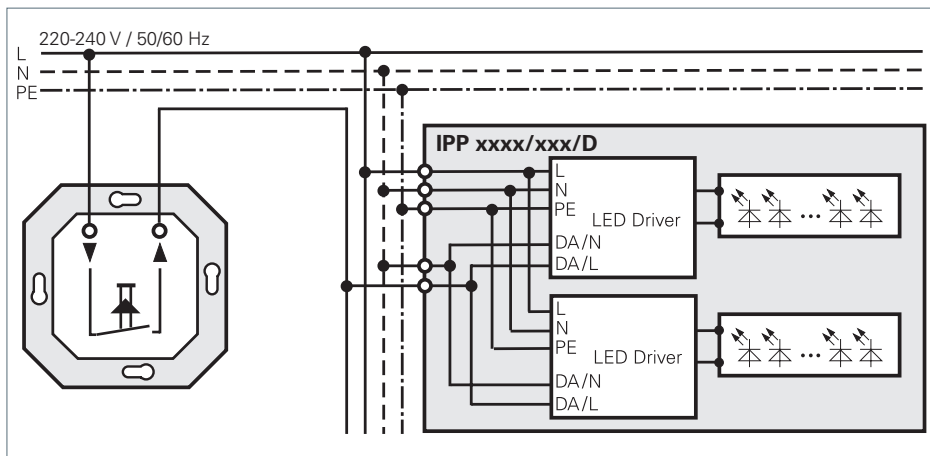 220-240 V / 50/60 Hz
L
N
PE
IPP xxxx/xxx/D
L
N
PE
LED Driver
DA/N
DA/L
L
N
PE
LED Driver
DA/N
DA/L